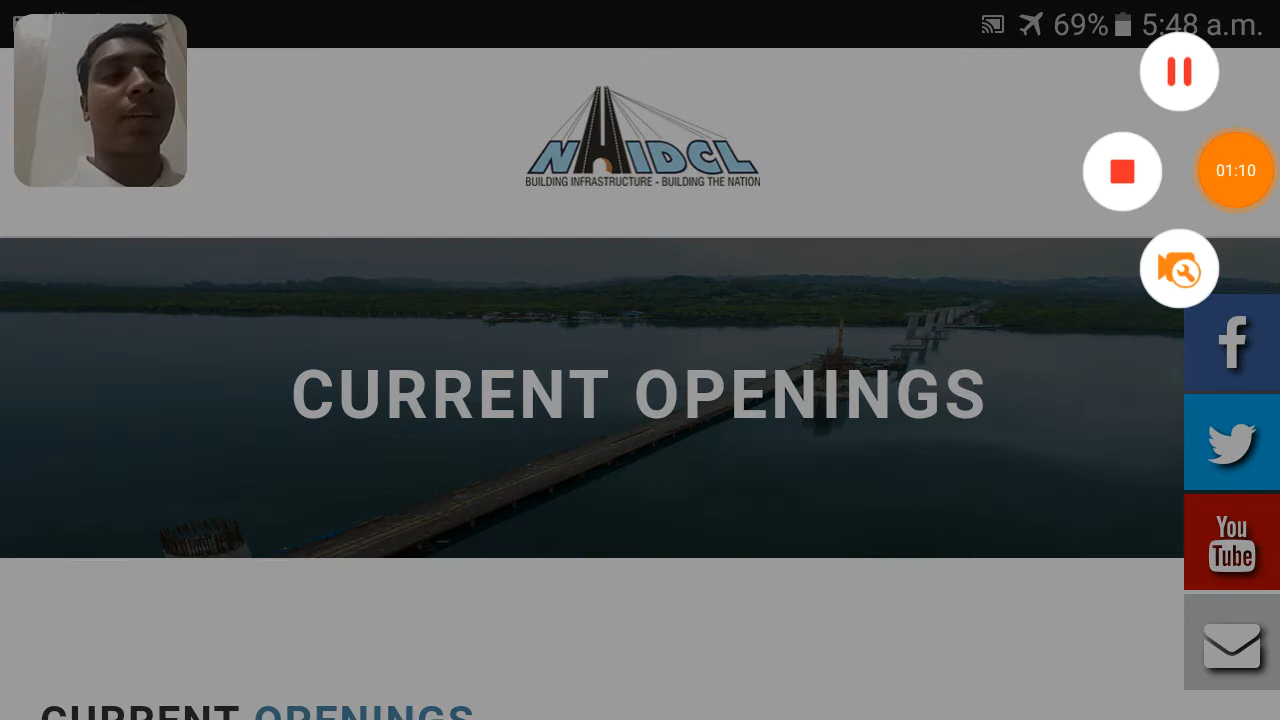 69% 5:48 a.m.
NHIDCL
BUILDING INFRASTRUCTURE - BUILDING THE NATION
01:10
CURRENT OPENINGS
You
Tube
CURRENT OPENINGS